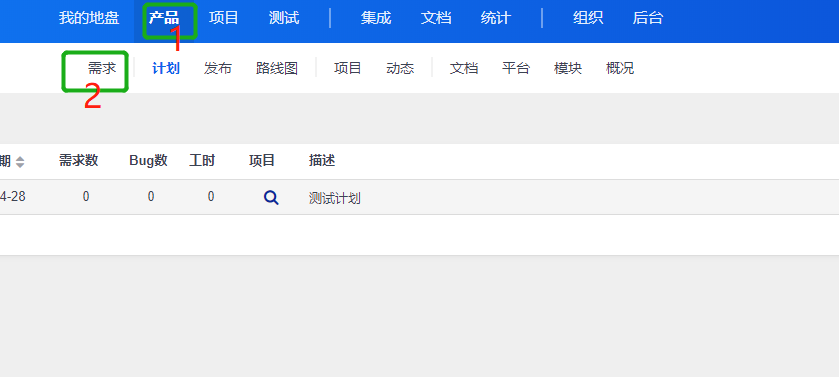 我的地盘 产品 项目 测试 集成 文档 统计 组织 后台
1
需求 计划 发布 路线图 项目 动态 文档 平台 模块 概况
2
期 需求数 Bug数 工时 项目 描述
4-28 0 0 0 测试计划